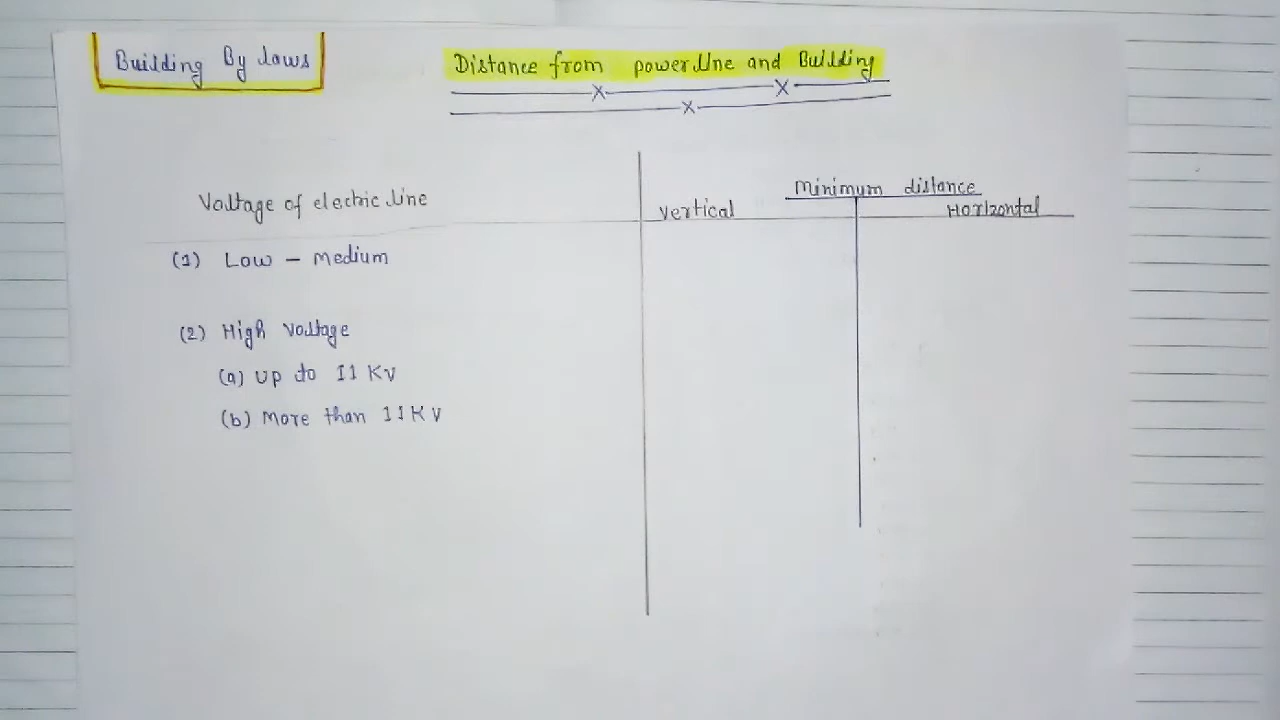 Building By laws
Distance from power line and Building
Voltage of electric line
Minimum distance
Vertical
Horizontal
(1) Low - Medium
(2) High Voltage
(a) Up to 11 KV
(b) More than 11 KV